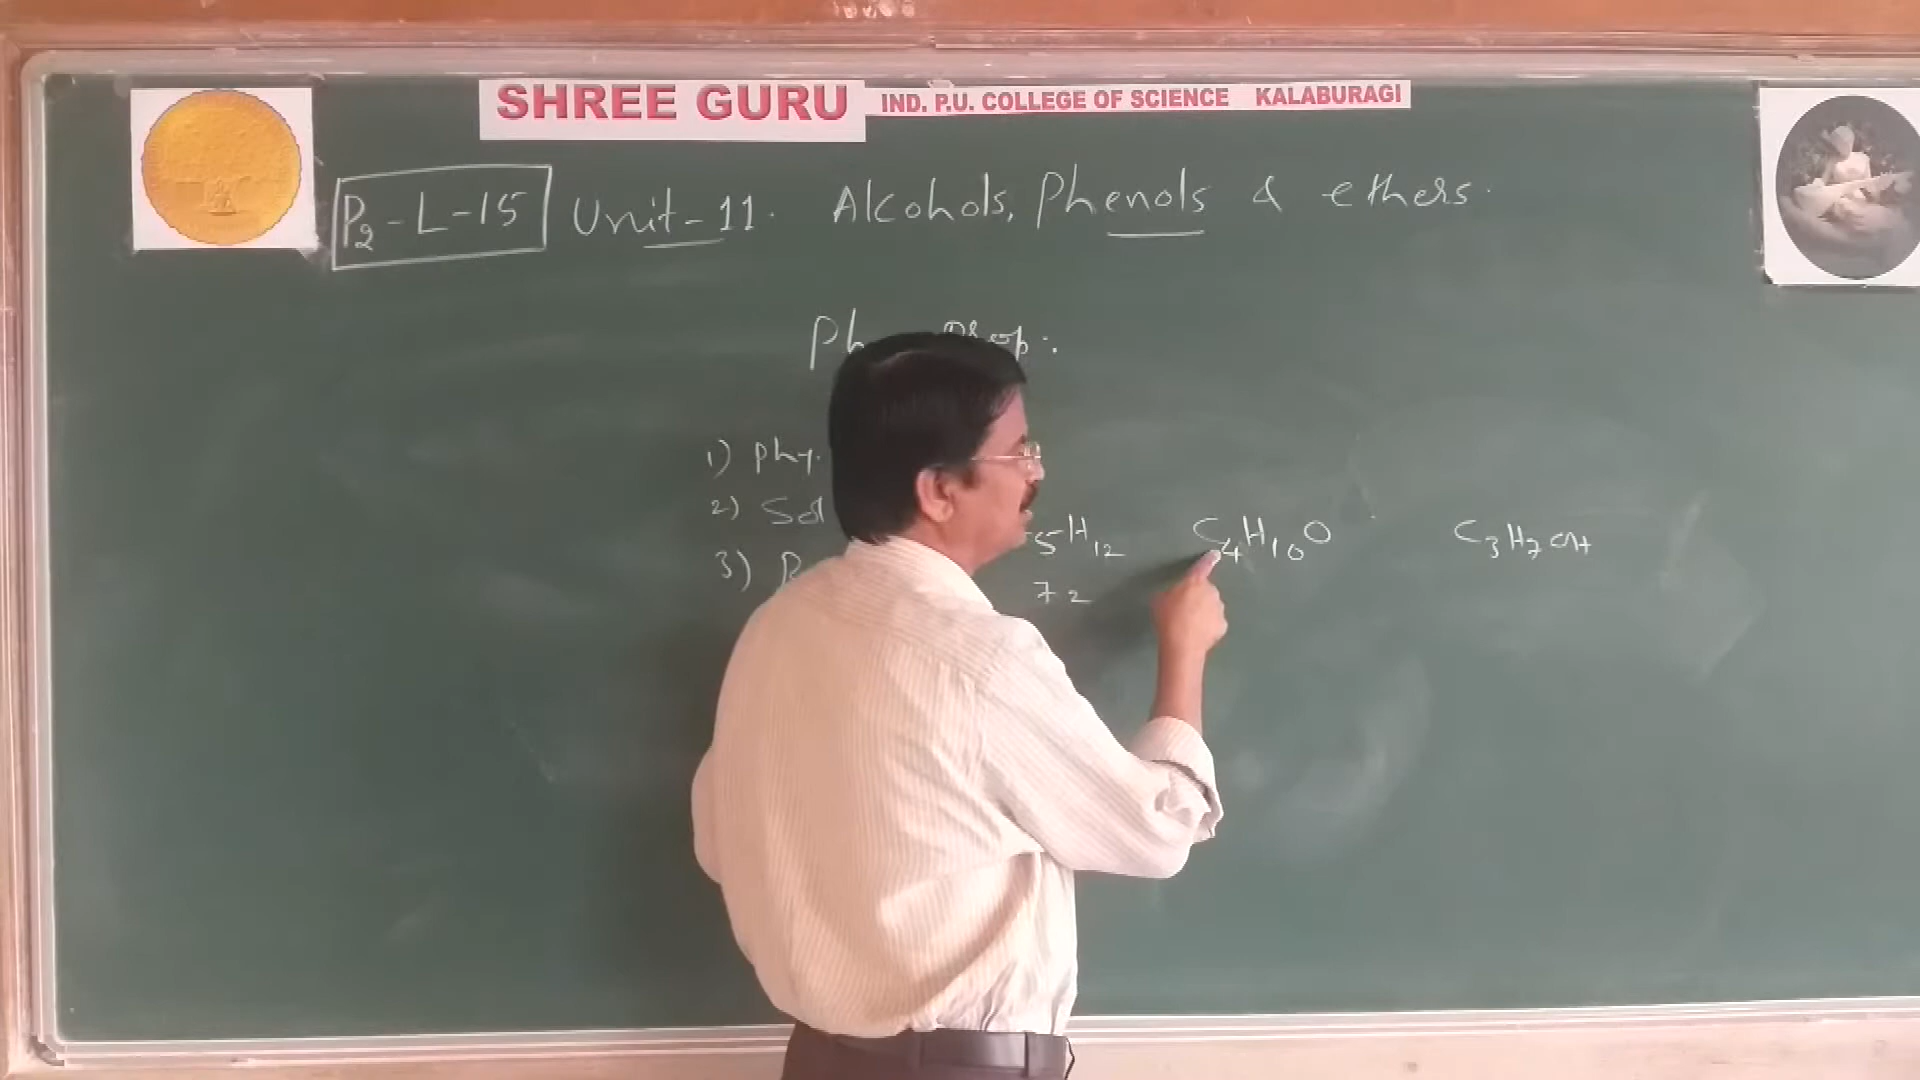 SHREE GURU IND. P.U. COLLEGE OF SCIENCE KALABURAGI
P2-L-15 Unit-11. Alcohols, Phenols & ethers.
1) Phy.
2) Sol
3)
5H12 C4H10O C3H7OH
72